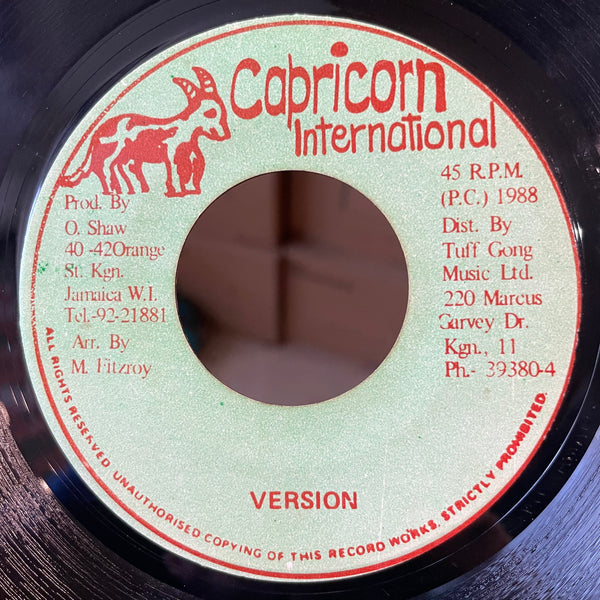 Capricorn
International
Prod. By
O. Shaw
40 -42Orange
St. Kgn.
Jamaica W.I.
Tel.-92-21881
Arr. By
M. Fitzroy
45 R.P.M.
(P.C.) 1988
Dist. By
Tuff Gong
Music Ltd.
220 Marcus
Garvey Dr.
Kgn., 11
Ph.- 39380-4
VERSION
ALL RIGHTS RESERVED. UNAUTHORISED COPYING OF THIS RECORD WORKS. STRICTLY PROHIBITED.